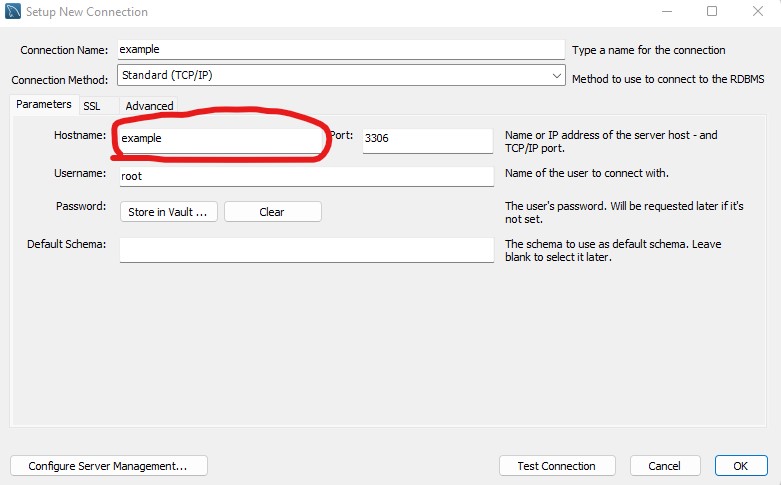 Setup New Connection
Connection Name: example Type a name for the connection
Connection Method: Standard (TCP/IP) Method to use to connect to the RDBMS
Parameters SSL Advanced
Hostname: example Port: 3306 Name or IP address of the server host - and
TCP/IP port.
Username: root Name of the user to connect with.
Password: Store in Vault ... Clear The user's password. Will be requested later if it's
not set.
Default Schema: The schema to use as default schema. Leave
blank to select it later.
Configure Server Management... Test Connection Cancel OK